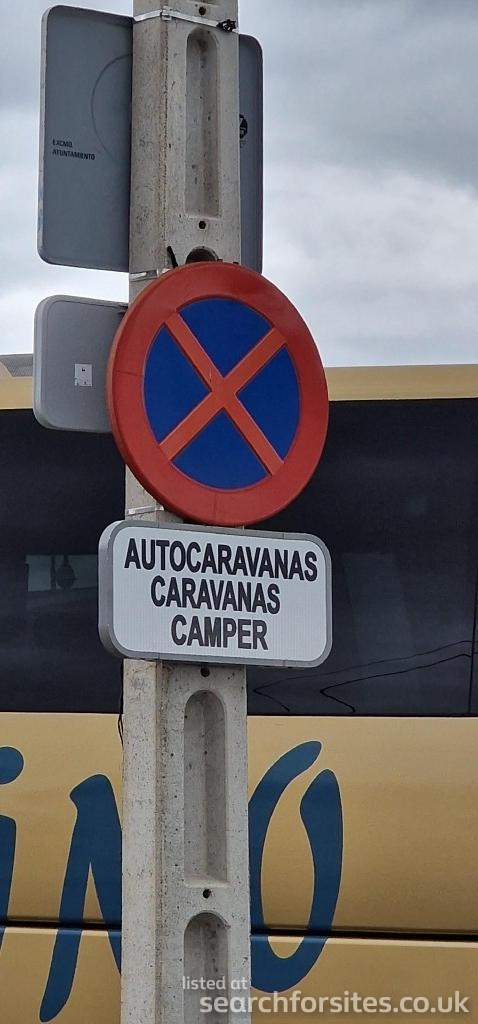 EXCMO.
AYUNTAMIENTO
AUTOCARAVANAS
CARAVANAS
CAMPER
listed at
searchforsites.co.uk